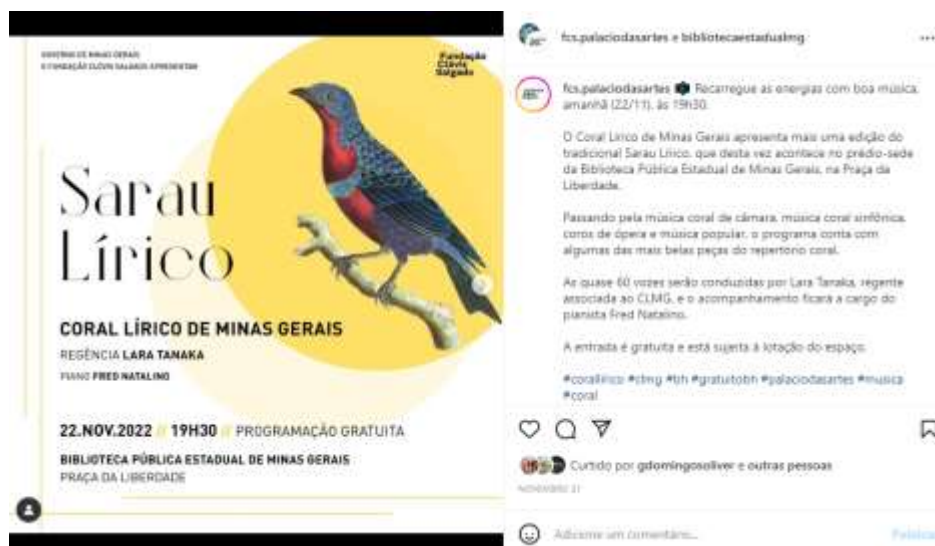 GOVERNO DE MINAS GERAIS
E FUNDAÇÃO CLÓVIS SALGADO APRESENTAM
Fundação
Clóvis
Salgado
Sarau
Lírico
CORAL LÍRICO DE MINAS GERAIS
REGÊNCIA LARA TANAKA
PIANO FRED NATALINO
22.NOV.2022 // 19H30 // PROGRAMAÇÃO GRATUITA
BIBLIOTECA PÚBLICA ESTADUAL DE MINAS GERAIS
PRAÇA DA LIBERDADE
fcs.palaciodasartes e bibliotecaestadualmg
fcs.palaciodasartes Recarregue as energias com boa música,
amanhã (22/11), às 19h30.
O Coral Lírico de Minas Gerais apresenta mais uma edição do
tradicional Sarau Lírico, que desta vez acontece no prédio-sede
da Biblioteca Pública Estadual de Minas Gerais, na Praça da
Liberdade.
Passando pela música coral de câmara, música coral sinfônica,
coros de ópera e música popular, o programa conta com
algumas das mais belas peças do repertório coral.
As quase 60 vozes serão conduzidas por Lara Tanaka, regente
associada ao CLMG, e o acompanhamento ficará a cargo do
pianista Fred Natalino.
A entrada é gratuita e está sujeita à lotação do espaço.
#corallirico #clmg #bh #gratuitobh #palaciodasartes #musica
#coral
Curtido por gdomingosoliver e outras pessoas
NOVEMBRO 21
Adicione um comentário...
Publicar